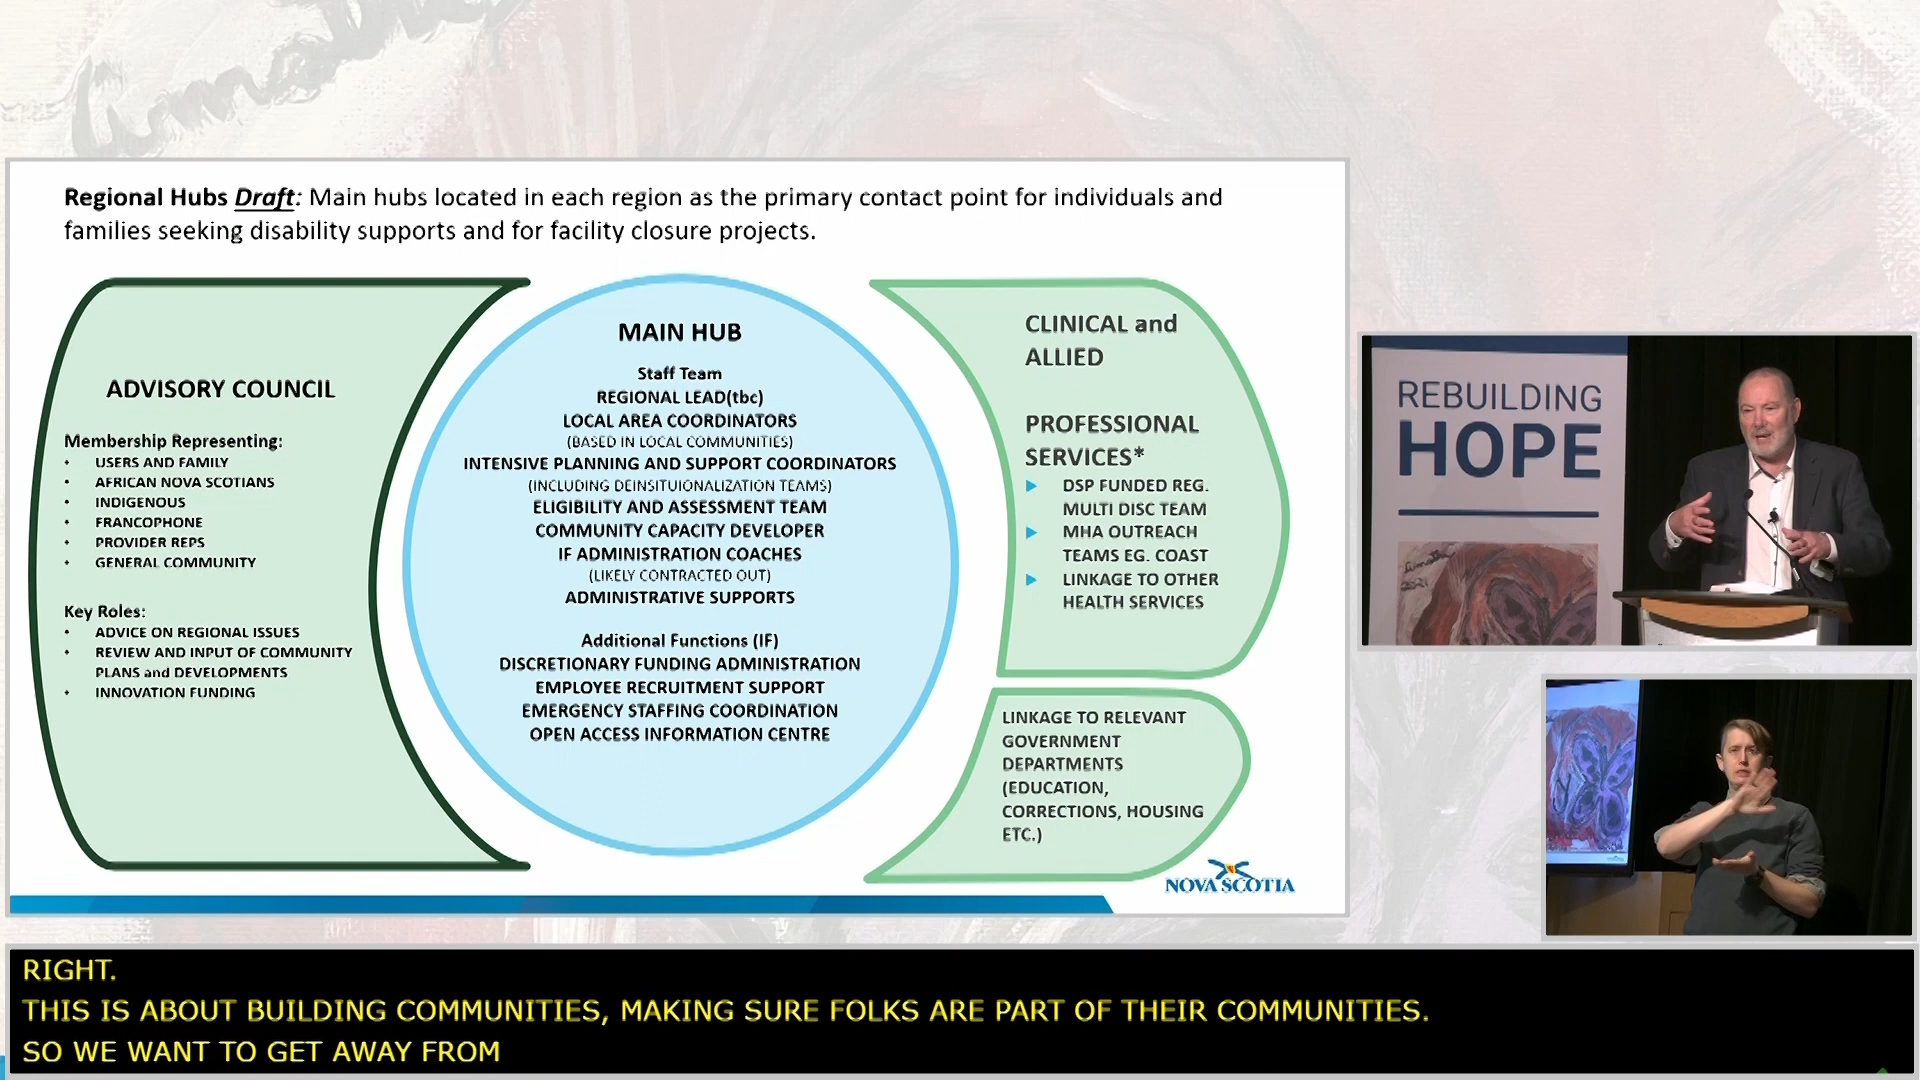 Regional Hubs Draft: Main hubs located in each region as the primary contact point for individuals and
families seeking disability supports and for facility closure projects.
ADVISORY COUNCIL
Membership Representing:
• USERS AND FAMILY
• AFRICAN NOVA SCOTIANS
• INDIGENOUS
• FRANCOPHONE
• PROVIDER REPS
• GENERAL COMMUNITY
Key Roles:
• ADVICE ON REGIONAL ISSUES
• REVIEW AND INPUT OF COMMUNITY
PLANS and DEVELOPMENTS
• INNOVATION FUNDING
MAIN HUB
Staff Team
REGIONAL LEAD(tbc)
LOCAL AREA COORDINATORS
(BASED IN LOCAL COMMUNITIES)
INTENSIVE PLANNING AND SUPPORT COORDINATORS
(INCLUDING DEINSITUIONALIZATION TEAMS)
ELIGIBILITY AND ASSESSMENT TEAM
COMMUNITY CAPACITY DEVELOPER
IF ADMINISTRATION COACHES
(LIKELY CONTRACTED OUT)
ADMINISTRATIVE SUPPORTS
Additional Functions (IF)
DISCRETIONARY FUNDING ADMINISTRATION
EMPLOYEE RECRUITMENT SUPPORT
EMERGENCY STAFFING COORDINATION
OPEN ACCESS INFORMATION CENTRE
CLINICAL and
ALLIED
PROFESSIONAL
SERVICES*
DSP FUNDED REG.
MULTI DISC TEAM
MHA OUTREACH
TEAMS EG. COAST
LINKAGE TO OTHER
HEALTH SERVICES
LINKAGE TO RELEVANT
GOVERNMENT
DEPARTMENTS
(EDUCATION,
CORRECTIONS, HOUSING
ETC.)
NOVA SCOTIA
REBUILDING
HOPE
2021
RIGHT.
THIS IS ABOUT BUILDING COMMUNITIES, MAKING SURE FOLKS ARE PART OF THEIR COMMUNITIES.
SO WE WANT TO GET AWAY FROM